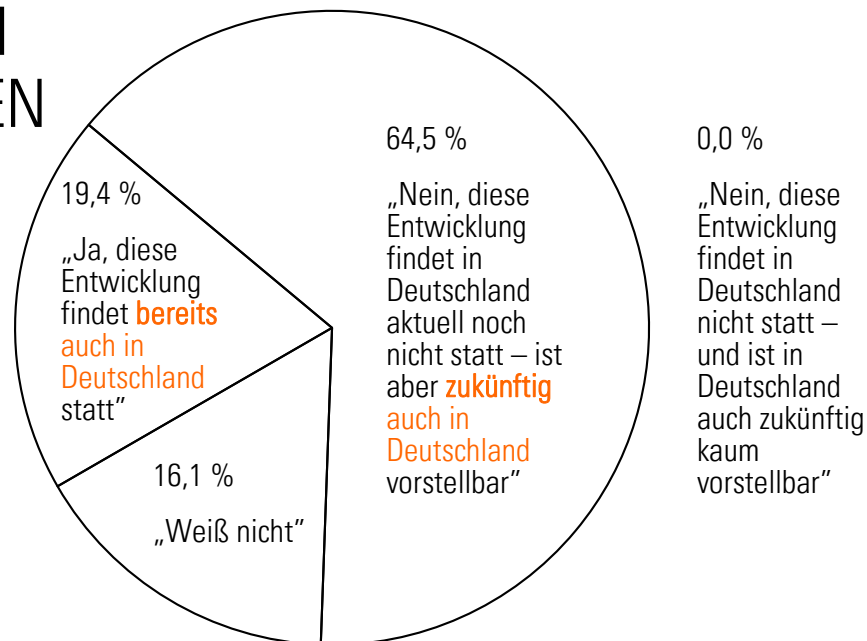 EN
19,4 %
„Ja, diese
Entwicklung
findet bereits
auch in
Deutschland
statt”
16,1 %
„Weiß nicht”
64,5 %
„Nein, diese
Entwicklung
findet in
Deutschland
aktuell noch
nicht statt – ist
aber zukünftig
auch in
Deutschland
vorstellbar”
0,0 %
„Nein, diese
Entwicklung
findet in
Deutschland
nicht statt –
und ist in
Deutschland
auch zukünftig
kaum
vorstellbar”